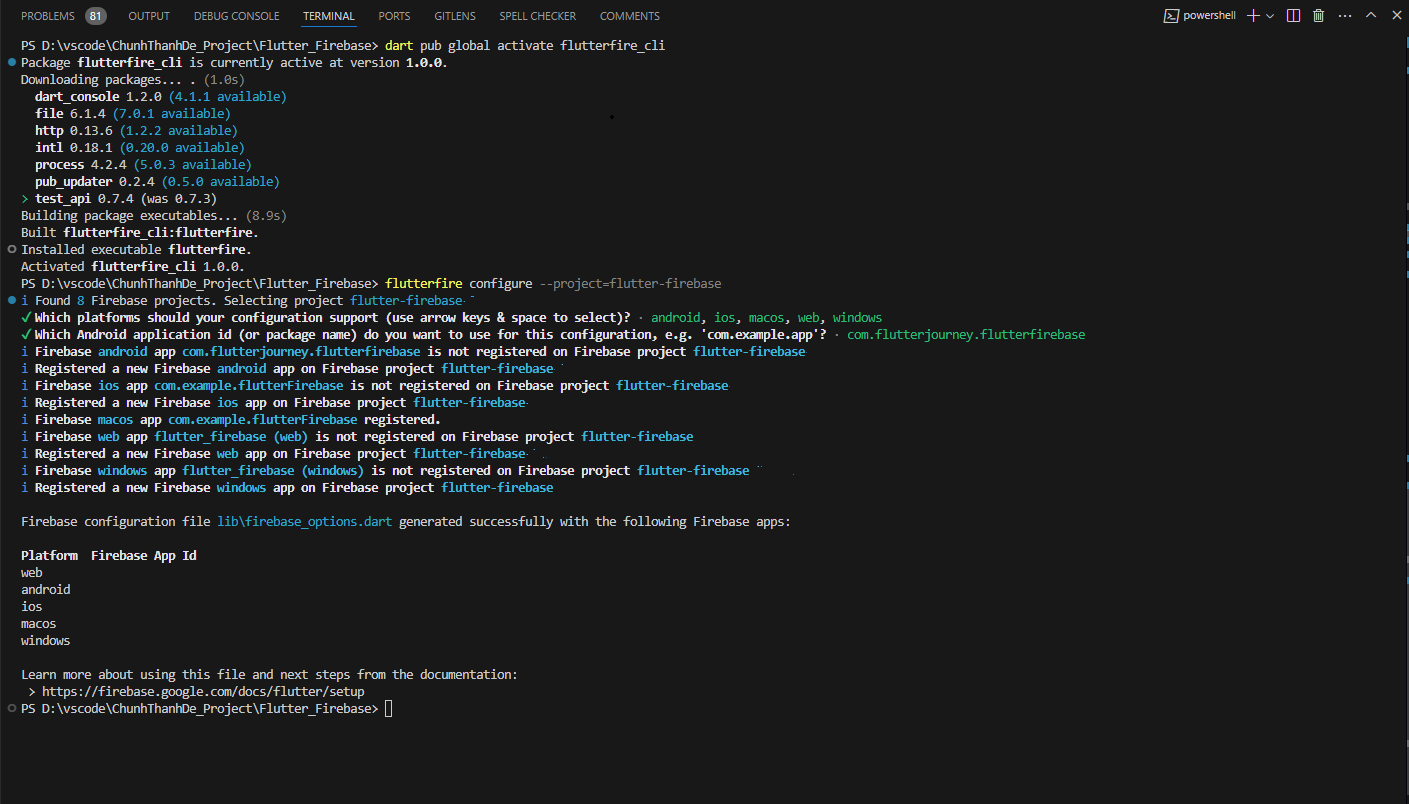 PROBLEMS 81 OUTPUT DEBUG CONSOLE TERMINAL PORTS GITLENS SPELL CHECKER COMMENTS powershell
PS D:\vscode\ChunhThanhDe_Project\Flutter_Firebase> dart pub global activate flutterfire_cli
Package flutterfire_cli is currently active at version 1.0.0.
Downloading packages... . (1.0s)
dart_console 1.2.0 (4.1.1 available)
file 6.1.4 (7.0.1 available)
http 0.13.6 (1.2.2 available)
intl 0.18.1 (0.20.0 available)
process 4.2.4 (5.0.3 available)
pub_updater 0.2.4 (0.5.0 available)
> test_api 0.7.4 (was 0.7.3)
Building package executables... (8.9s)
Built flutterfire_cli:flutterfire.
Installed executable flutterfire.
Activated flutterfire_cli 1.0.0.
PS D:\vscode\ChunhThanhDe_Project\Flutter_Firebase> flutterfire configure --project=flutter-firebase
i Found 8 Firebase projects. Selecting project flutter-firebase
✔ Which platforms should your configuration support (use arrow keys & space to select)? · android, ios, macos, web, windows
✔ Which Android application id (or package name) do you want to use for this configuration, e.g. 'com.example.app'? · com.flutterjourney.flutterfirebase
i Firebase android app com.flutterjourney.flutterfirebase is not registered on Firebase project flutter-firebase
i Registered a new Firebase android app on Firebase project flutter-firebase
i Firebase ios app com.example.flutterFirebase is not registered on Firebase project flutter-firebase
i Registered a new Firebase ios app on Firebase project flutter-firebase
i Firebase macos app com.example.flutterFirebase registered.
i Firebase web app flutter_firebase (web) is not registered on Firebase project flutter-firebase
i Registered a new Firebase web app on Firebase project flutter-firebase
i Firebase windows app flutter_firebase (windows) is not registered on Firebase project flutter-firebase
i Registered a new Firebase windows app on Firebase project flutter-firebase
Firebase configuration file lib\firebase_options.dart generated successfully with the following Firebase apps:
Platform Firebase App Id
web
android
ios
macos
windows
Learn more about using this file and next steps from the documentation:
> https://firebase.google.com/docs/flutter/setup
PS D:\vscode\ChunhThanhDe_Project\Flutter_Firebase>